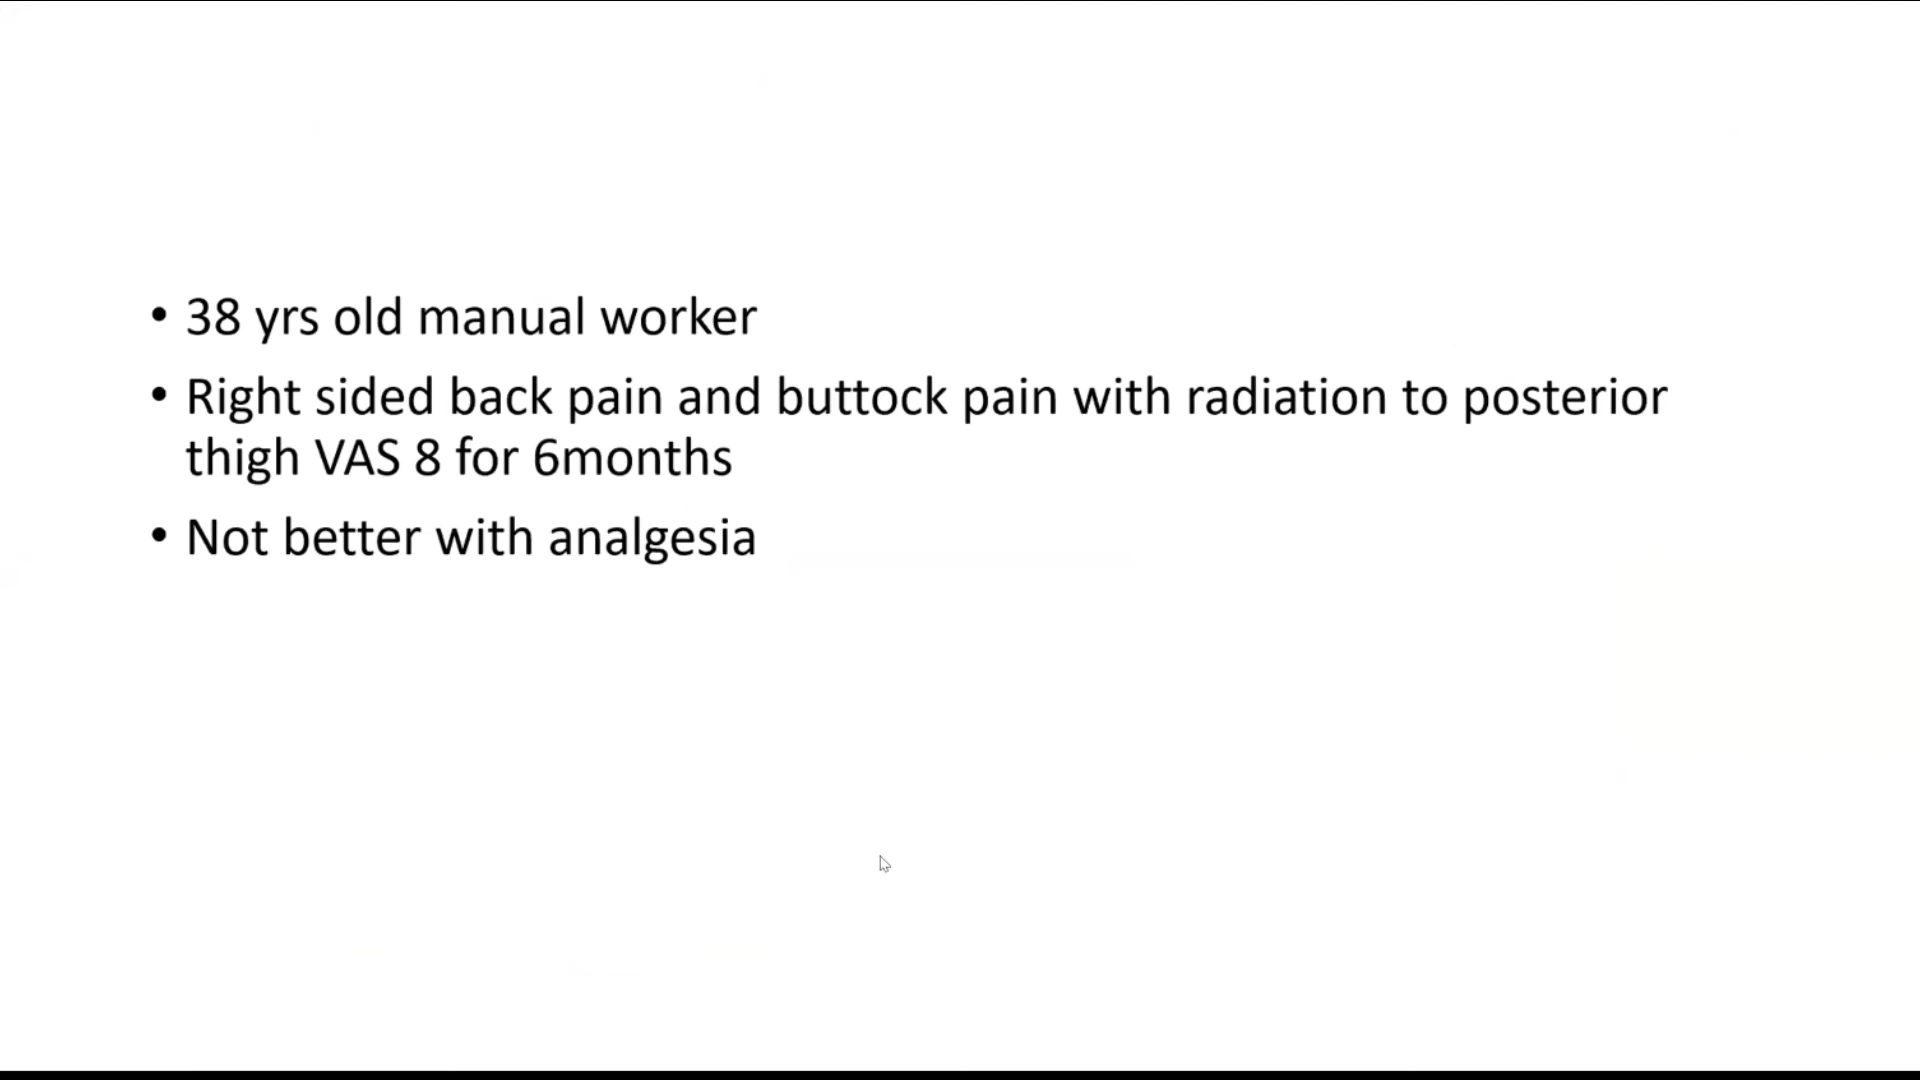 • 38 yrs old manual worker
• Right sided back pain and buttock pain with radiation to posterior
thigh VAS 8 for 6months
• Not better with analgesia